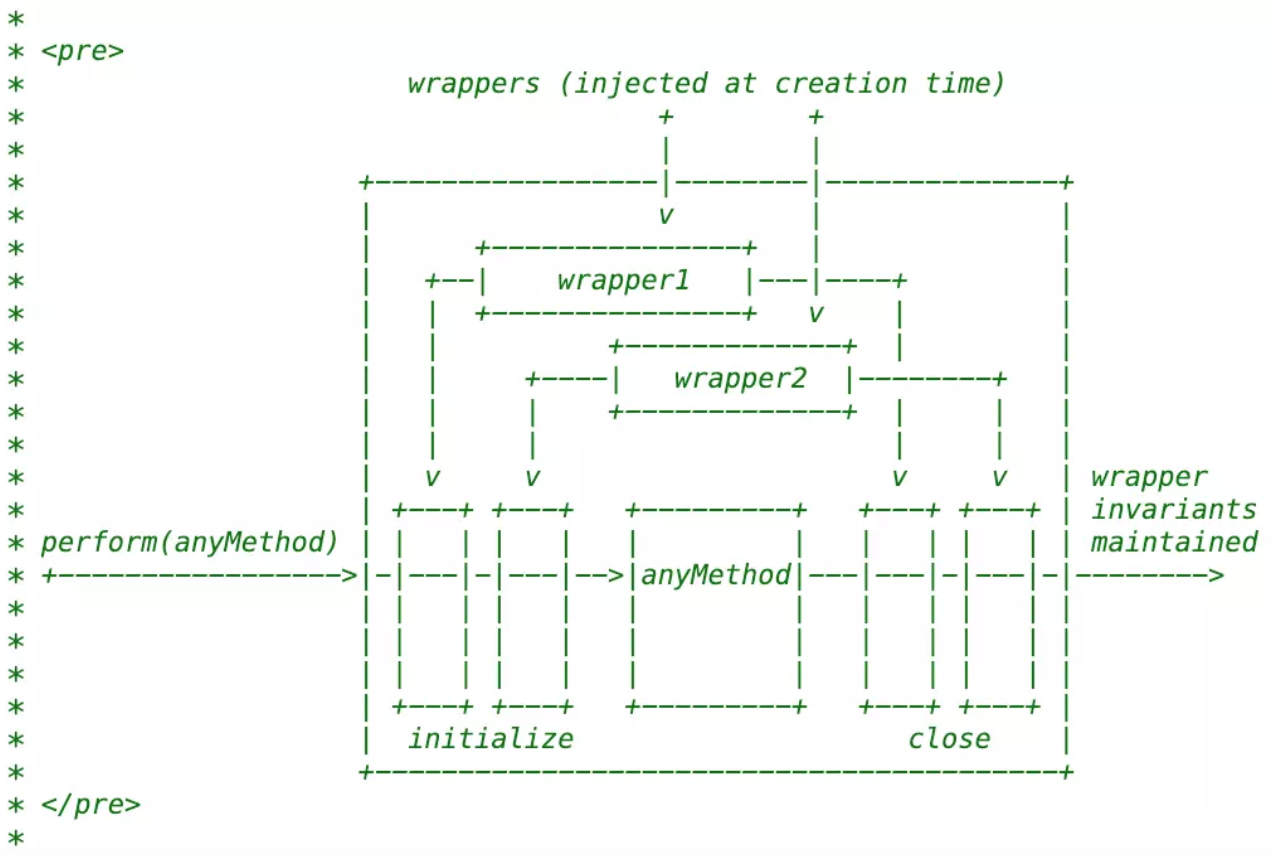 *
* <pre>
*                       wrappers (injected at creation time)
*                                      +        +
*                                      |        |
*                    +-----------------|--------|--------------+
*                    |                 v        |              |
*                    |      +---------------+   |              |
*                    |   +--|    wrapper1   |---|----+         |
*                    |   |  +---------------+   v    |         |
*                    |   |          +-------------+  |         |
*                    |   |     +----|   wrapper2  |--------+   |
*                    |   |     |    +-------------+  |     |   |
*                    |   |     |                     |     |   |
*                    |   v     v                     v     v   | wrapper
*                    | +---+ +---+   +---------+   +---+ +---+ | invariants
* perform(anyMethod) | |   | |   |   |         |   |   | |   | | maintained
* +----------------->|-|---|-|---|-->|anyMethod|---|---|-|---|-|-------->
*                    | |   | |   |   |         |   |   | |   | |
*                    | |   | |   |   |         |   |   | |   | |
*                    | |   | |   |   |         |   |   | |   | |
*                    | +---+ +---+   +---------+   +---+ +---+ |
*                    |  initialize                    close    |
*                    +-----------------------------------------+
* </pre>
*